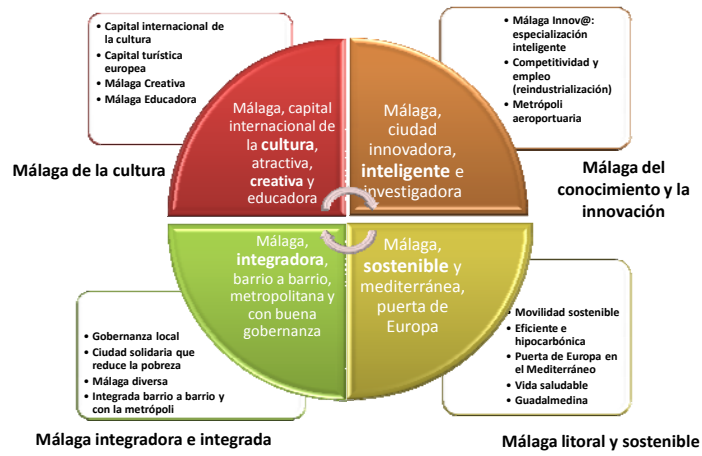 • Capital internacional de
la cultura
• Capital turística
europea
• Málaga Creativa
• Málaga Educadora
Málaga de la cultura
Málaga, capital
internacional de
la cultura,
atractiva,
creativa y
educadora
Málaga,
ciudad
innovadora,
inteligente e
investigadora
• Málaga Innov@:
especialización
inteligente
• Competitividad y
empleo
(reindustrialización)
• Metrópoli
aeroportuaria
Málaga del
conocimiento y la
innovación
Málaga,
integradora,
barrio a barrio,
metropolitana y
con buena
gobernanza
Málaga,
sostenible y
mediterránea,
puerta de
Europa
• Gobernanza local
• Ciudad solidaria que
reduce la pobreza
• Málaga diversa
• Integrada barrio a barrio y
con la metrópoli
Málaga integradora e integrada
• Movilidad sostenible
• Eficiente e
hipocarbónica
• Puerta de Europa en
el Mediterráneo
• Vida saludable
• Guadalmedina
Málaga litoral y sostenible